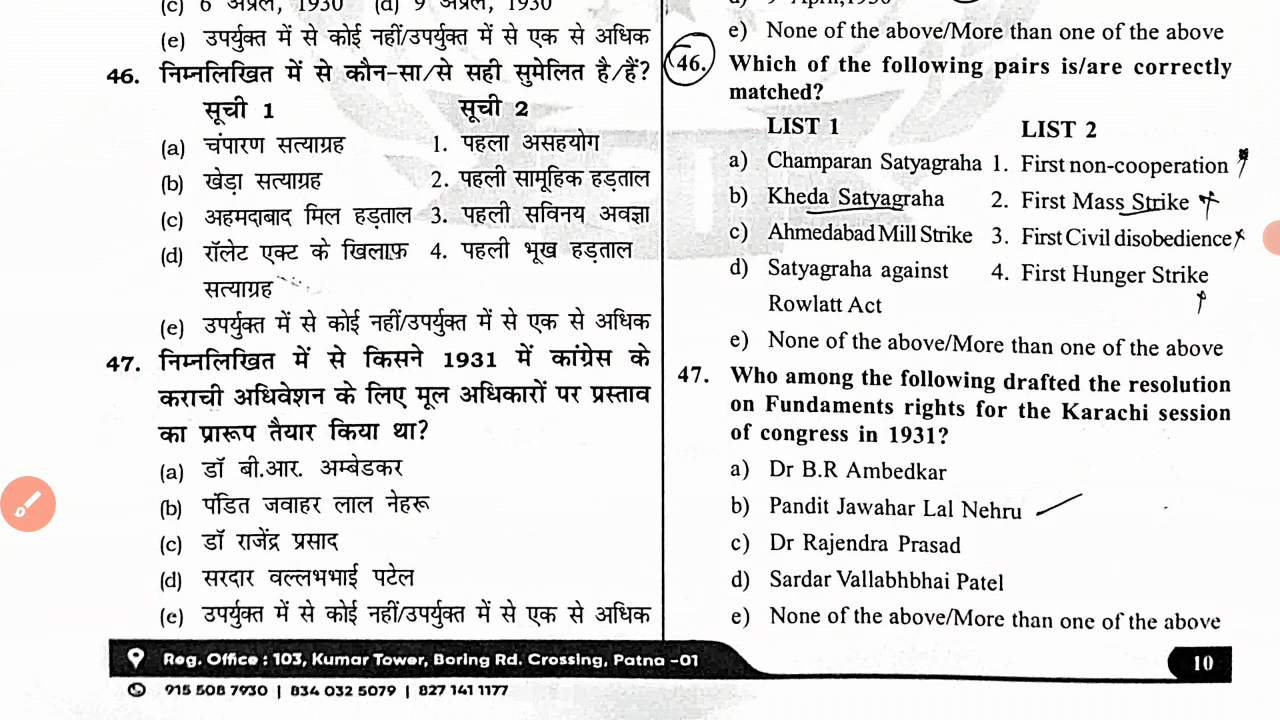 (c) 6 अप्रैल, 1930 (d) 9 अप्रैल, 1930
(e) उपर्युक्त में से कोई नहीं/उपर्युक्त में से एक से अधिक
46. निम्नलिखित में से कौन-सा/से सही सुमेलित है/हैं?
सूची 1 सूची 2
(a) चंपारण सत्याग्रह 1. पहला असहयोग
(b) खेड़ा सत्याग्रह 2. पहली सामूहिक हड़ताल
(c) अहमदाबाद मिल हड़ताल 3. पहली सविनय अवज्ञा
(d) रॉलेट एक्ट के खिलाफ़ 4. पहली भूख हड़ताल
सत्याग्रह
(e) उपर्युक्त में से कोई नहीं/उपर्युक्त में से एक से अधिक
47. निम्नलिखित में से किसने 1931 में कांग्रेस के
कराची अधिवेशन के लिए मूल अधिकारों पर प्रस्ताव
का प्रारूप तैयार किया था?
(a) डॉ बी.आर. अम्बेडकर
(b) पंडित जवाहर लाल नेहरू
(c) डॉ राजेंद्र प्रसाद
(d) सरदार वल्लभभाई पटेल
(e) उपर्युक्त में से कोई नहीं/उपर्युक्त में से एक से अधिक
d) 9 April,1930
e) None of the above/More than one of the above
46. Which of the following pairs is/are correctly
matched?
LIST 1 LIST 2
a) Champaran Satyagraha 1. First non-cooperation
b) Kheda Satyagraha 2. First Mass Strike
c) Ahmedabad Mill Strike 3. First Civil disobedience
d) Satyagraha against 4. First Hunger Strike
Rowlatt Act
e) None of the above/More than one of the above
47. Who among the following drafted the resolution
on Fundaments rights for the Karachi session
of congress in 1931?
a) Dr B.R Ambedkar
b) Pandit Jawahar Lal Nehru
c) Dr Rajendra Prasad
d) Sardar Vallabhbhai Patel
e) None of the above/More than one of the above
Reg. Office : 103, Kumar Tower, Boring Rd. Crossing, Patna -01
10
915 508 7930 | 834 032 5079 | 827 141 1177